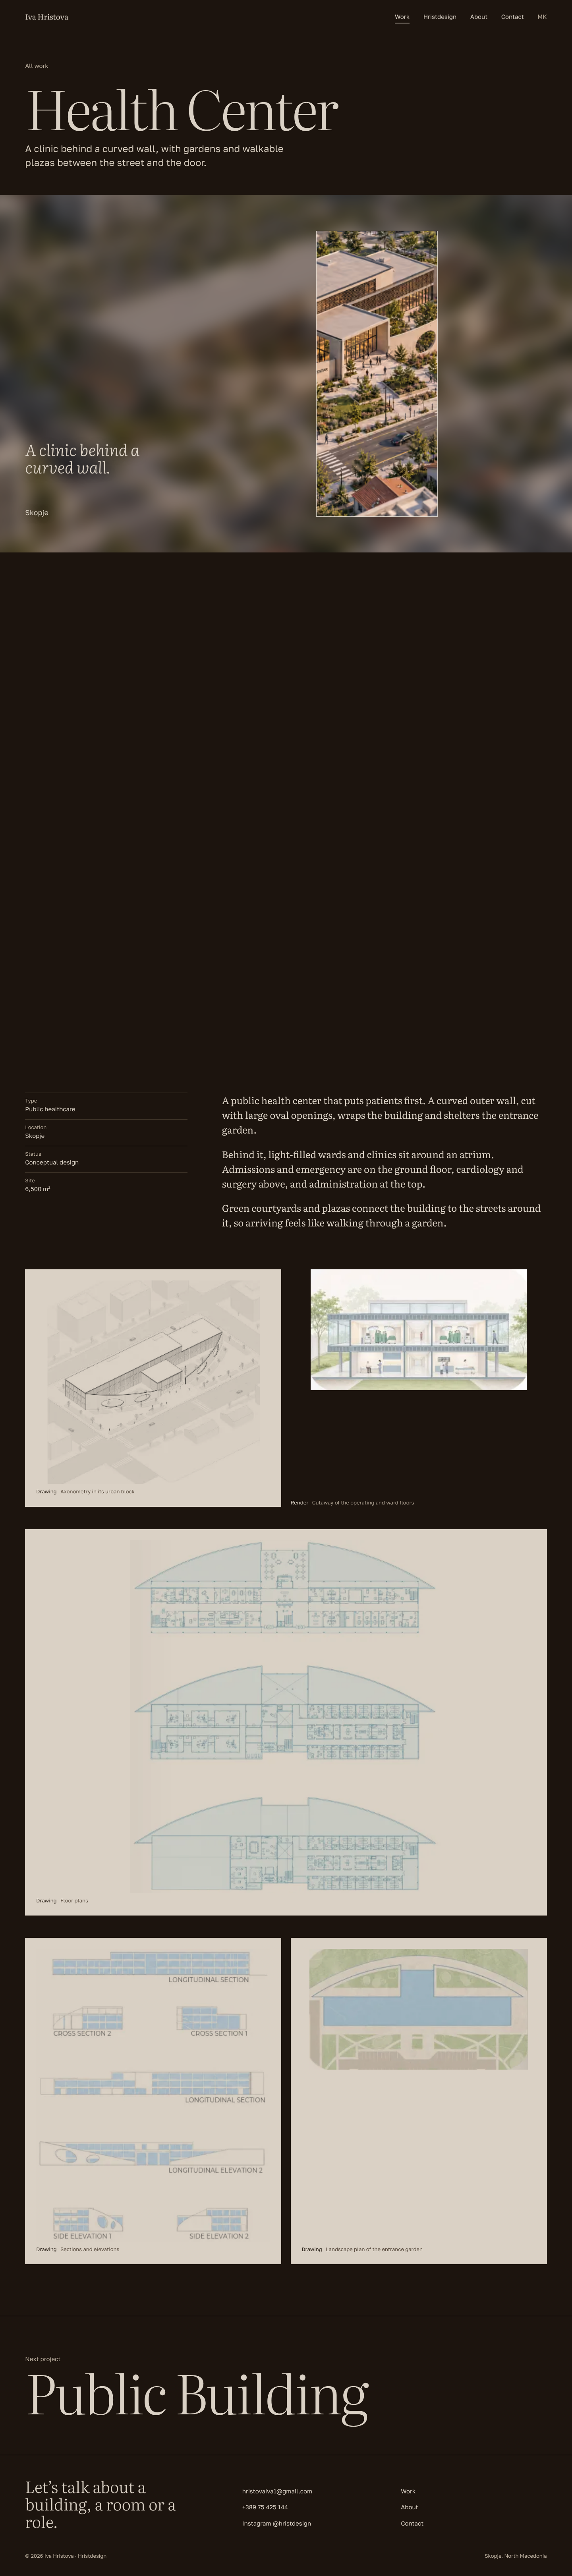 Iva Hristova
Work Hristdesign About Contact MK
All work
Health Center
A clinic behind a curved wall, with gardens and walkable
plazas between the street and the door.
A clinic behind a
curved wall.
Skopje
Type
Public healthcare
Location
Skopje
Status
Conceptual design
Site
6,500 m²
A public health center that puts patients first. A curved outer wall, cut
with large oval openings, wraps the building and shelters the entrance
garden.
Behind it, light-filled wards and clinics sit around an atrium.
Admissions and emergency are on the ground floor, cardiology and
surgery above, and administration at the top.
Green courtyards and plazas connect the building to the streets around
it, so arriving feels like walking through a garden.
Drawing Axonometry in its urban block
Render Cutaway of the operating and ward floors
Drawing Floor plans
LONGITUDINAL SECTION
CROSS SECTION 2
CROSS SECTION 1
LONGITUDINAL SECTION
LONGITUDINAL ELEVATION 2
SIDE ELEVATION 1
SIDE ELEVATION 2
Drawing Sections and elevations
Drawing Landscape plan of the entrance garden
Next project
Public Building
Let’s talk about a
building, a room or a
role.
hristovaiva1@gmail.com
+389 75 425 144
Instagram @hristdesign
Work
About
Contact
© 2026 Iva Hristova · Hristdesign
Skopje, North Macedonia